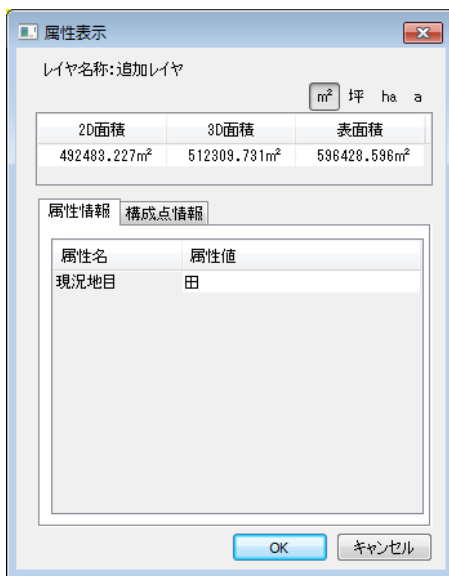 属性表示
レイヤ名称:追加レイヤ
m² 坪 ha a
2D面積 3D面積 表面積
492483.227m² 512309.731m² 596428.596m²
属性情報 構成点情報
属性名 属性値
現況地目 田
OK キャンセル